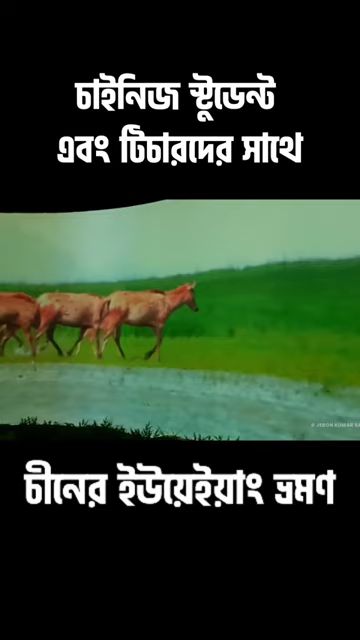 চাইনিজ স্টুডেন্ট
এবং টিচারদের সাথে
চীনের ইউয়েইয়াং ভ্রমণ